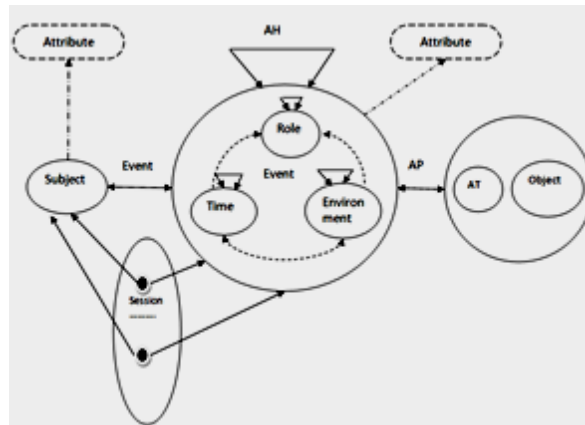 AH
Attribute
Attribute
Role
Event
Event
AP
Subject
Time
Environ
ment
AT
Object
Session